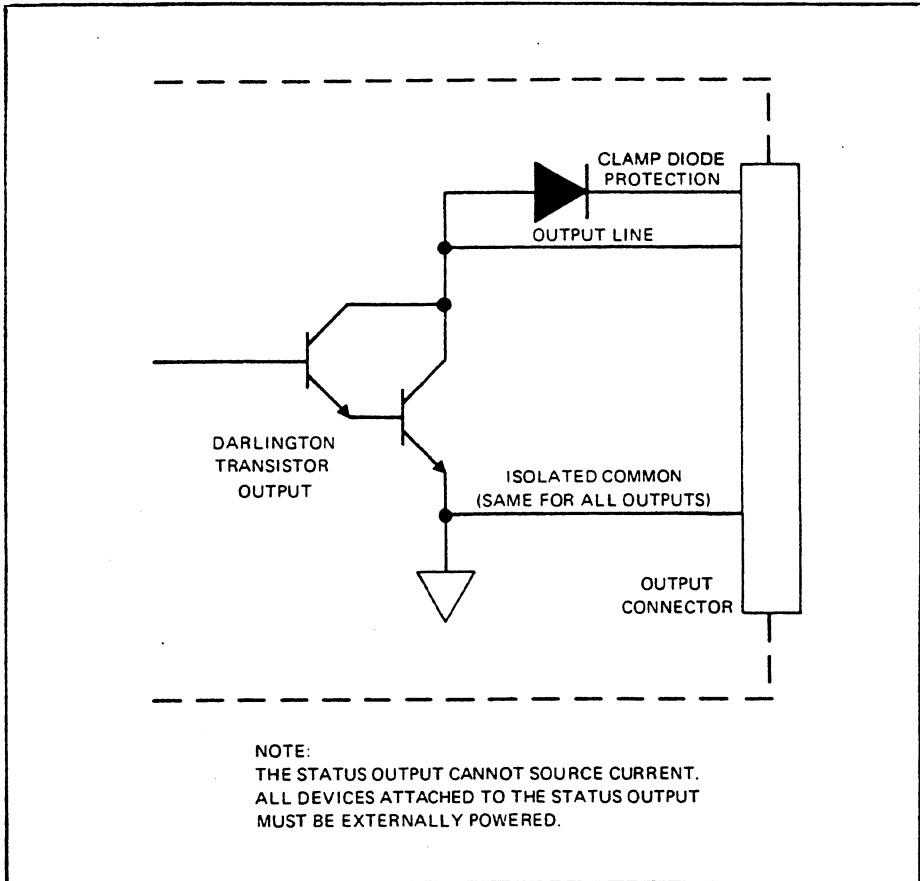 CLAMP DIODE
PROTECTION
OUTPUT LINE
DARLINGTON
TRANSISTOR
OUTPUT
ISOLATED COMMON
(SAME FOR ALL OUTPUTS)
OUTPUT
CONNECTOR
NOTE:
THE STATUS OUTPUT CANNOT SOURCE CURRENT.
ALL DEVICES ATTACHED TO THE STATUS OUTPUT
MUST BE EXTERNALLY POWERED.